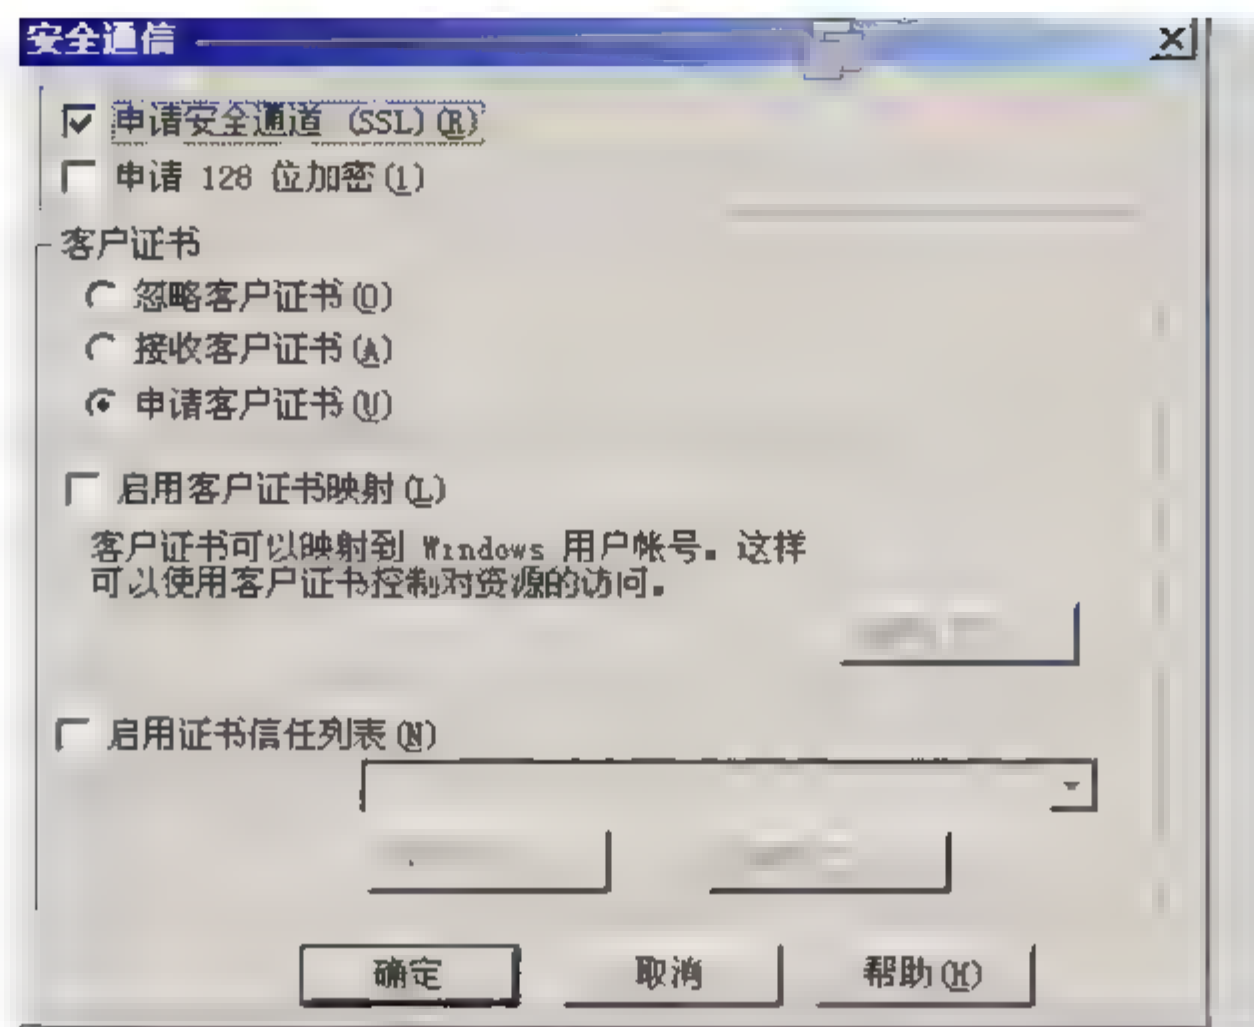 安全通信
申请安全通道 (SSL)(R)
申请 128 位加密(1)
客户证书
忽略客户证书(O)
接收客户证书(A)
申请客户证书(U)
启用客户证书映射(L)
客户证书可以映射到 Windows 用户帐号。这样
可以使用客户证书控制对资源的访问。
启用证书信任列表(N)
确定 取消 帮助(H)